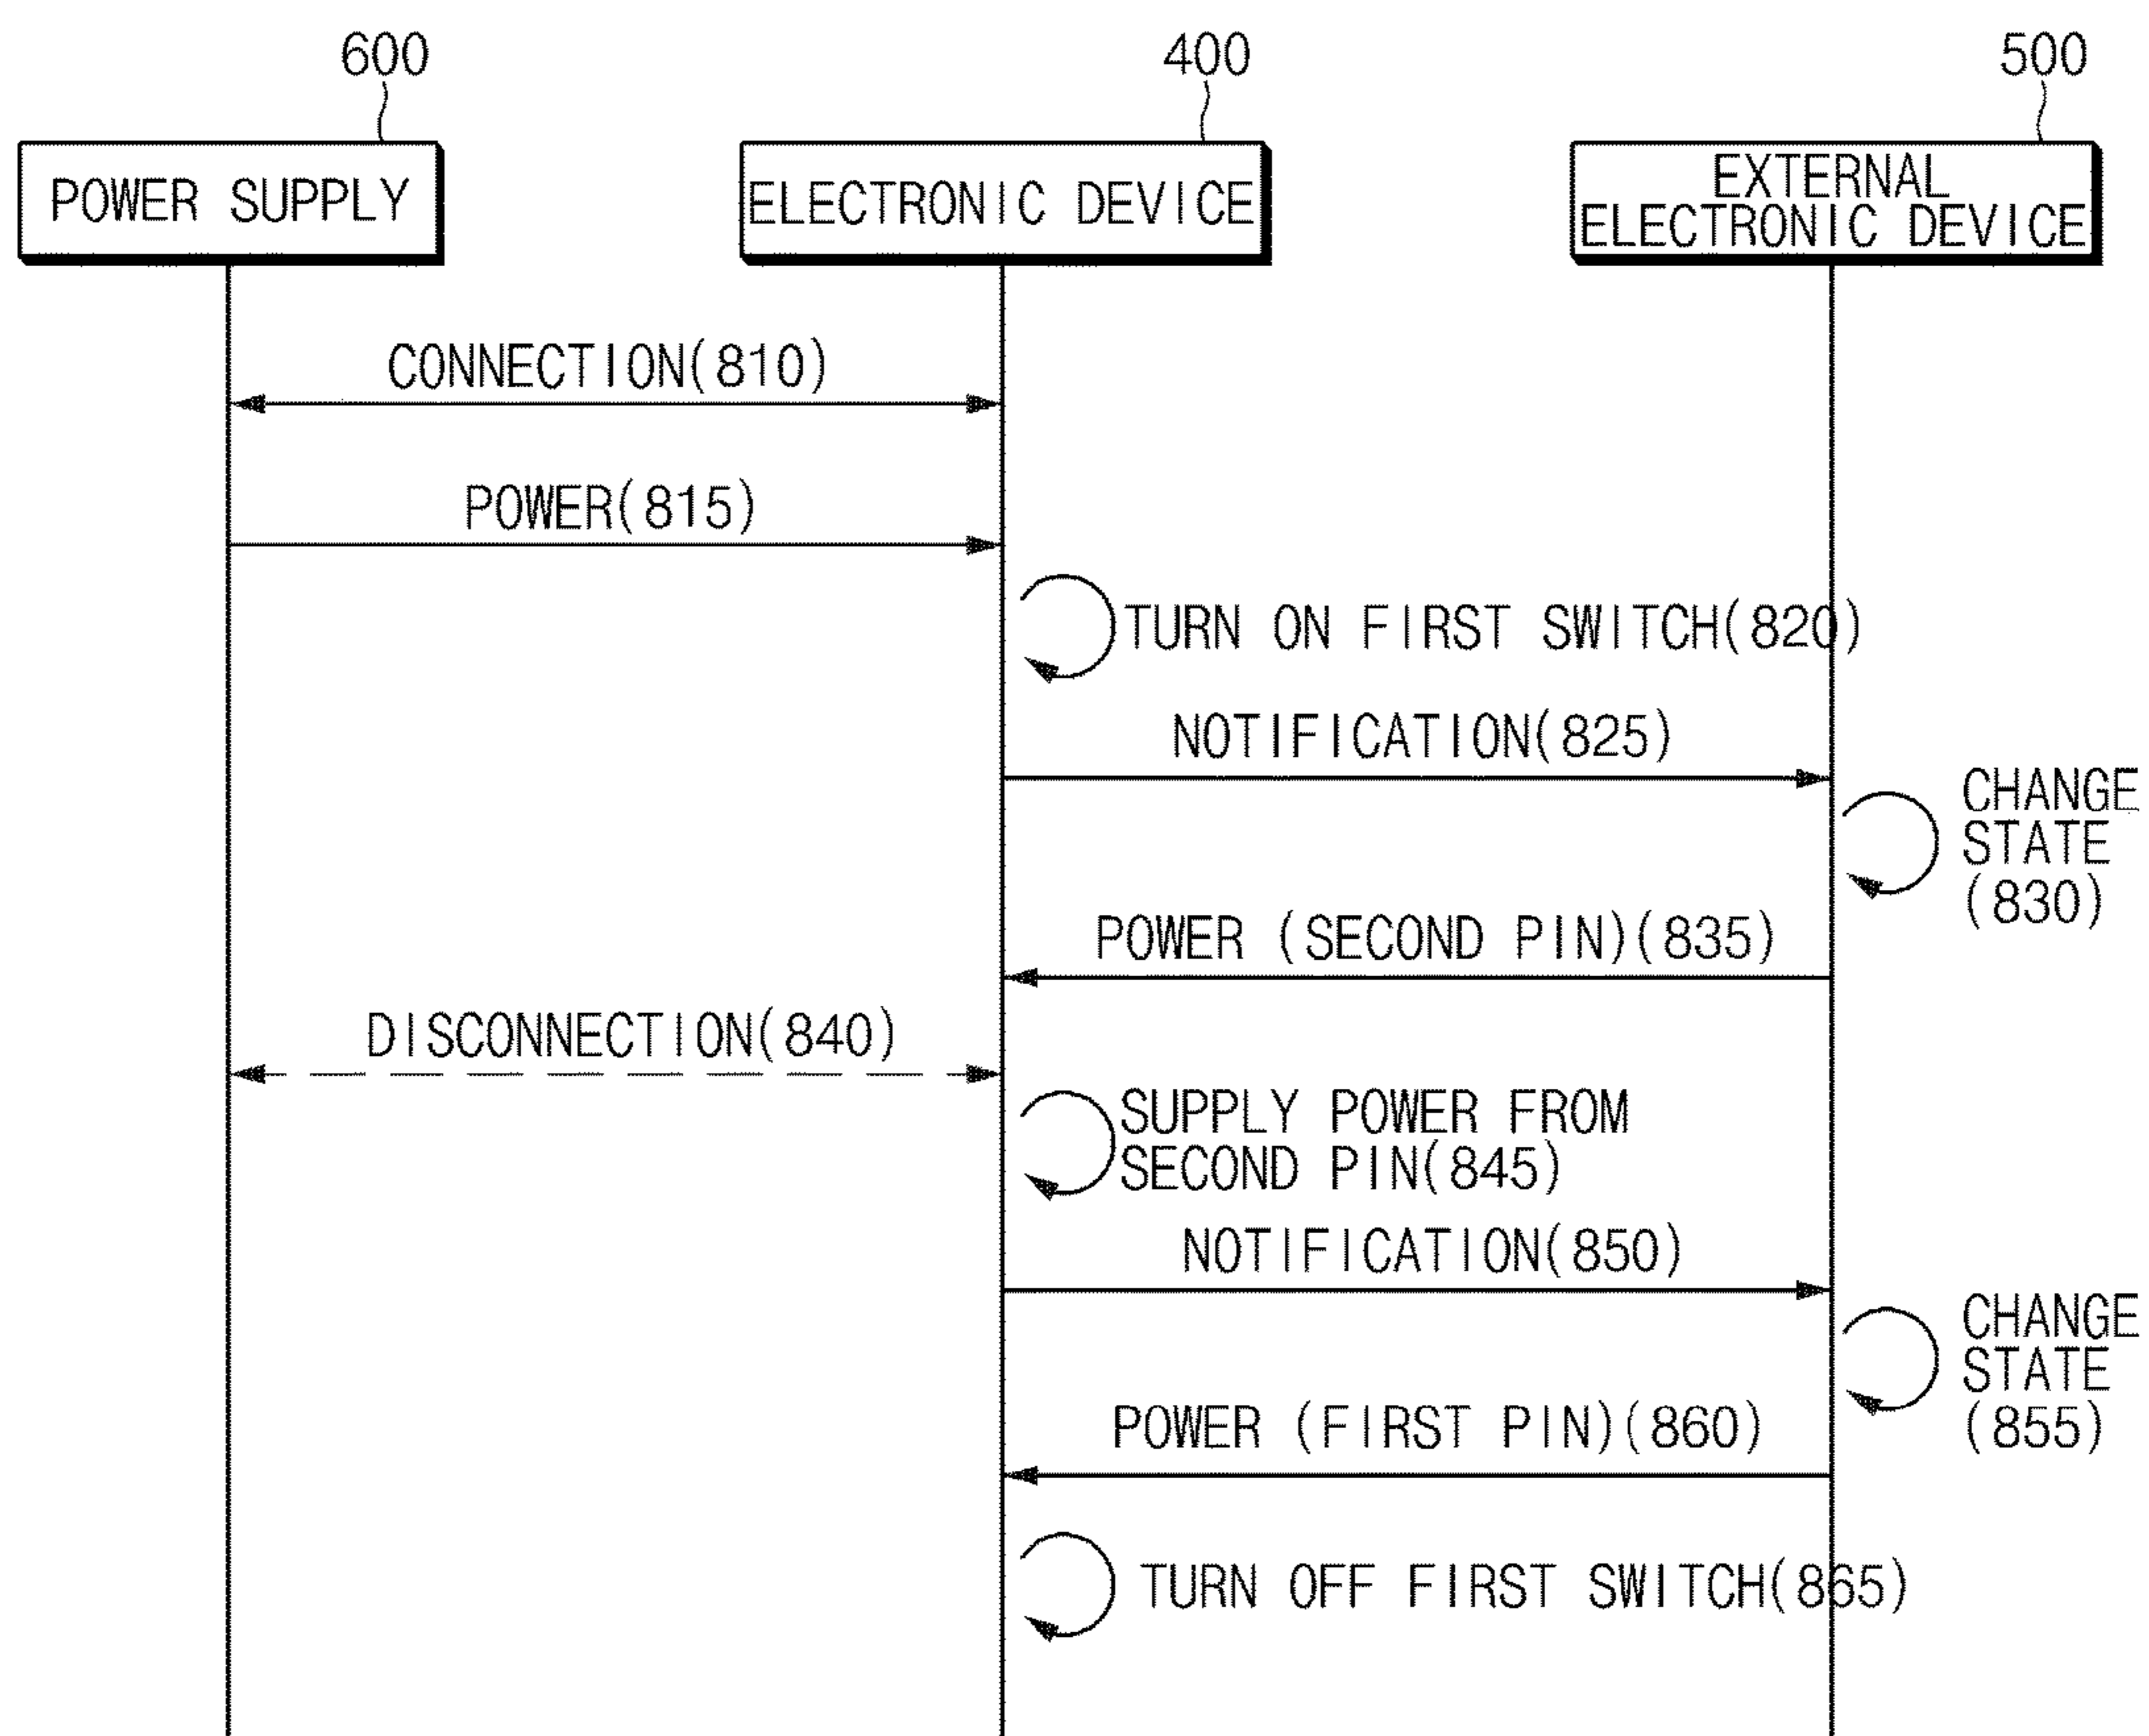 600
400
500
POWER SUPPLY
ELECTRONIC DEVICE
EXTERNAL
ELECTRONIC DEVICE
CONNECTION(810)
POWER(815)
TURN ON FIRST SWITCH(820)
NOTIFICATION(825)
CHANGE
STATE
(830)
POWER (SECOND PIN)(835)
DISCONNECTION(840)
SUPPLY POWER FROM
SECOND PIN(845)
NOTIFICATION(850)
CHANGE
STATE
(855)
POWER (FIRST PIN)(860)
TURN OFF FIRST SWITCH(865)